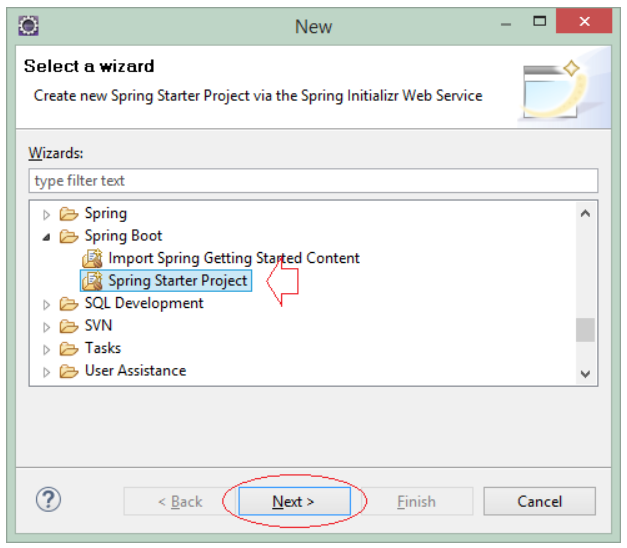 New
Select a wizard
Create new Spring Starter Project via the Spring Initializr Web Service
Wizards:
type filter text
Spring
Spring Boot
Import Spring Getting Started Content
Spring Starter Project
SQL Development
SVN
Tasks
User Assistance
?
< Back
Next >
Finish
Cancel